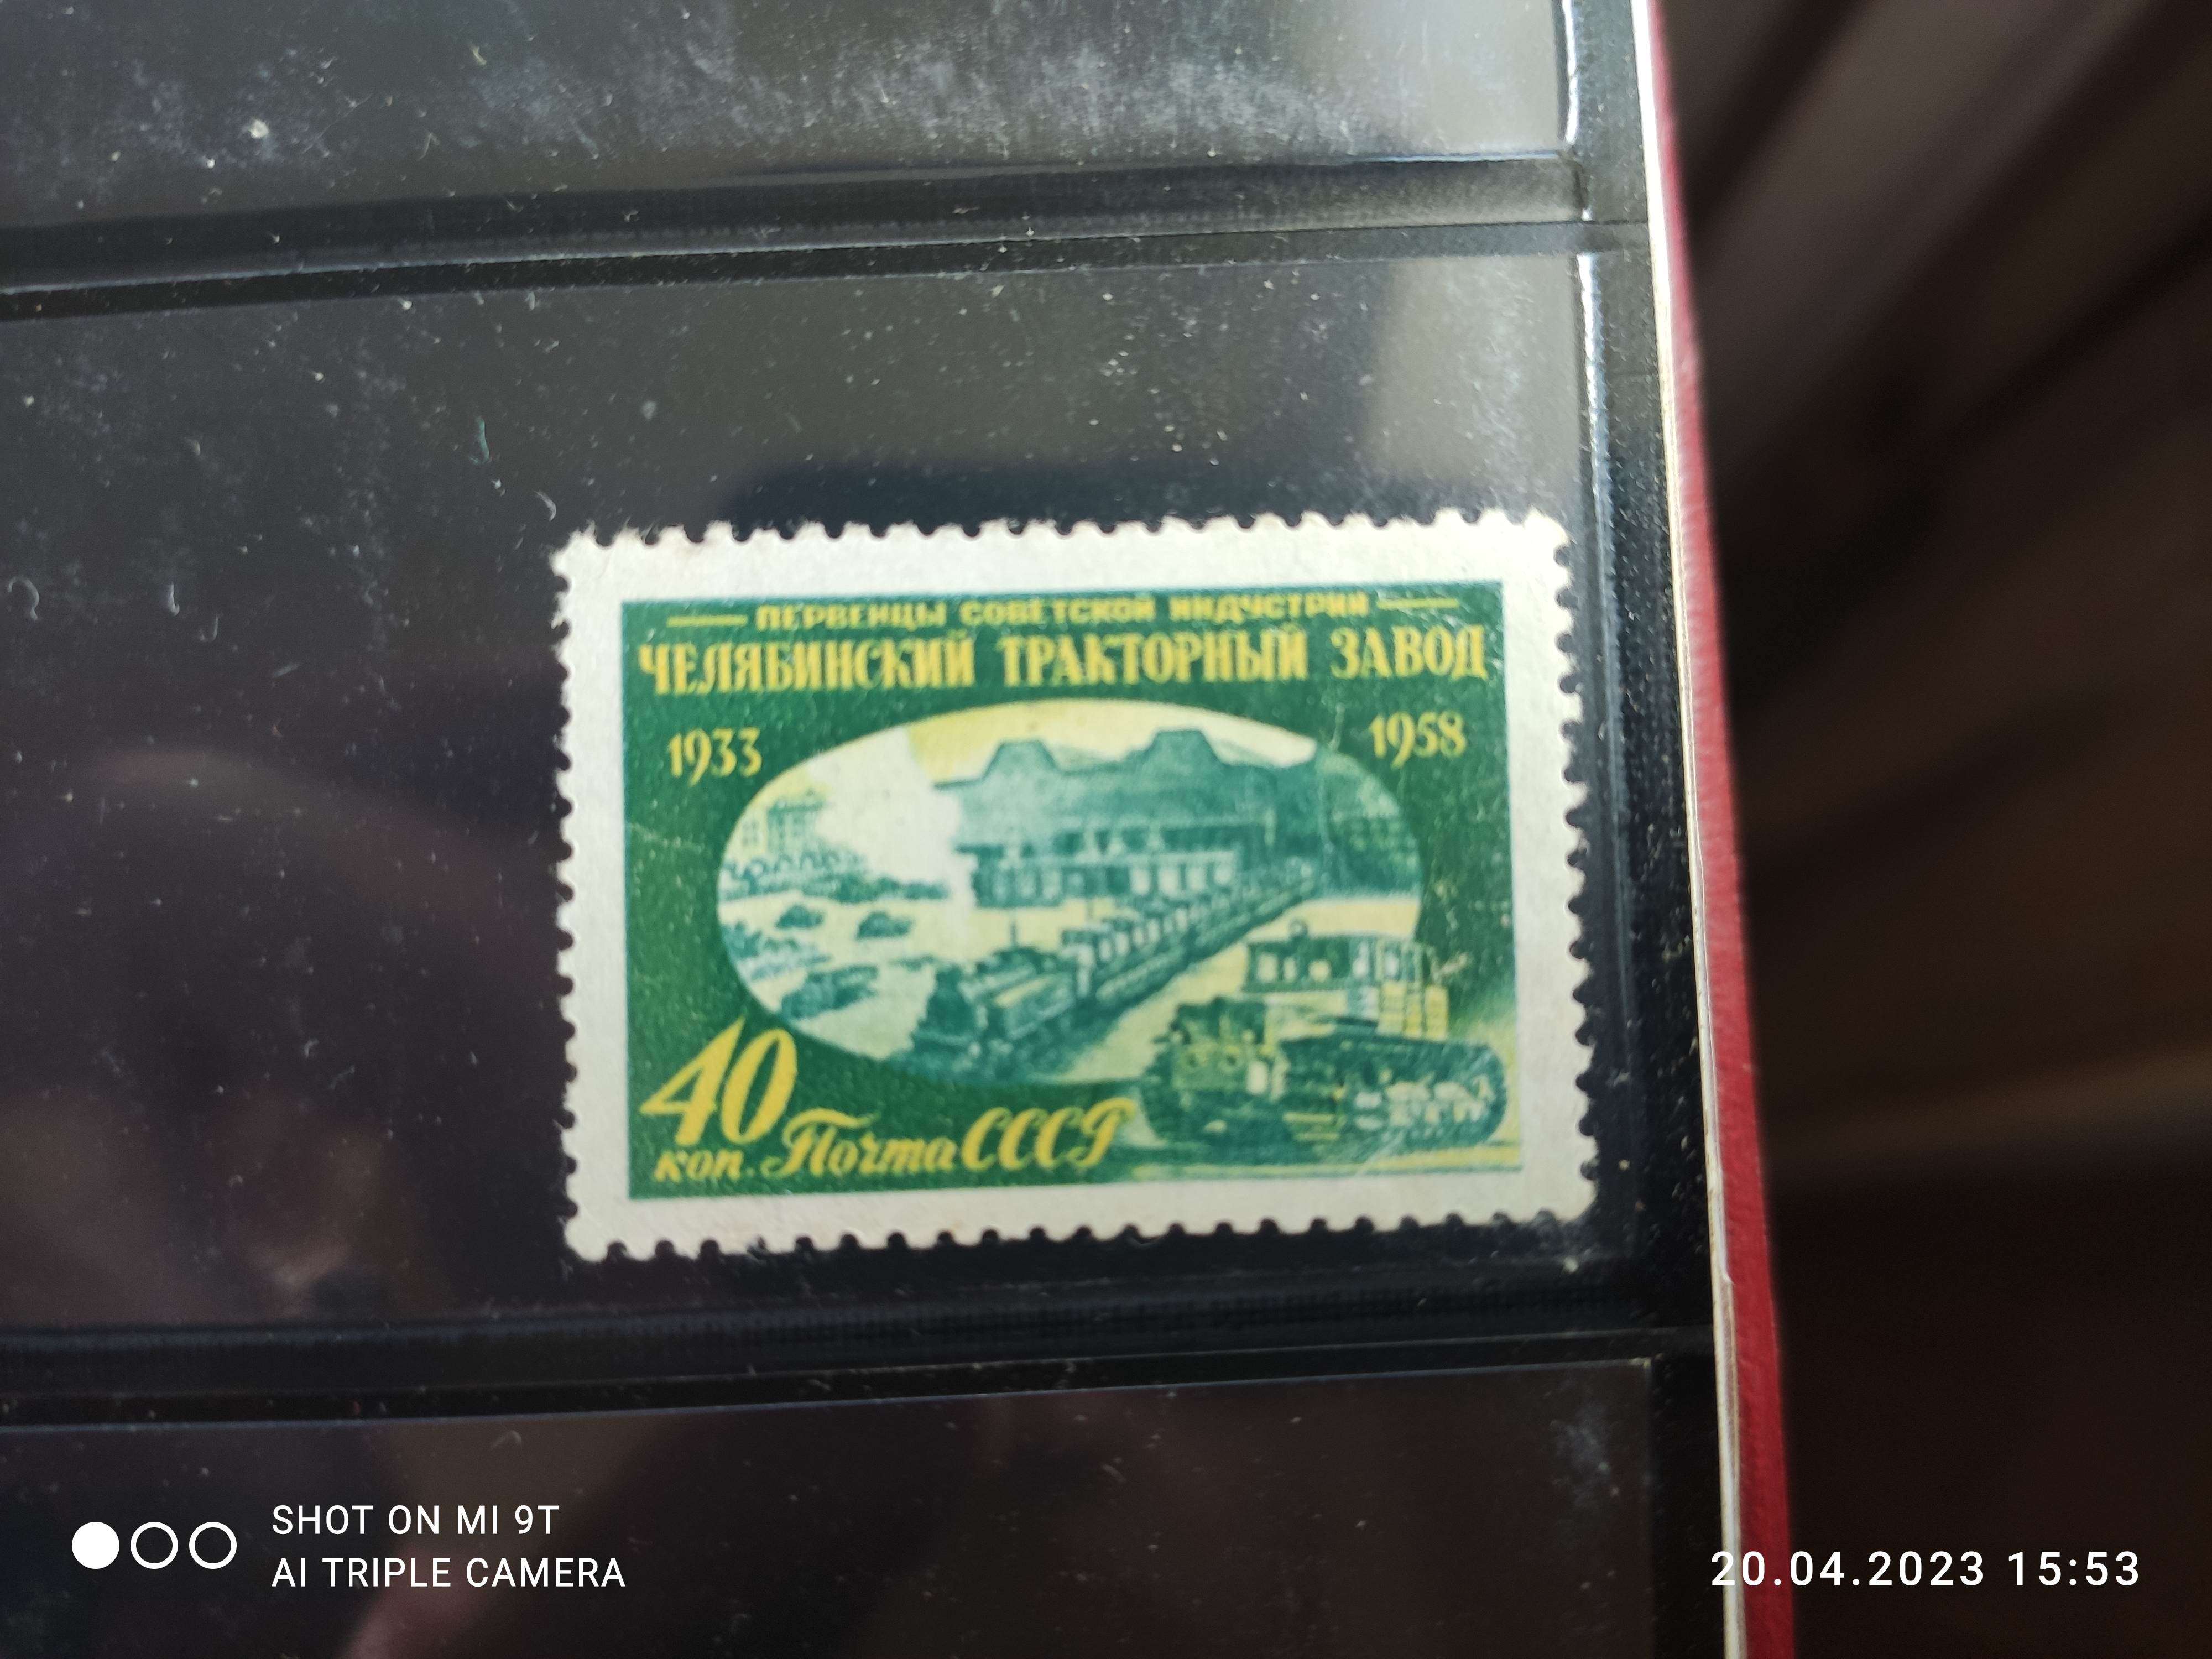 ПЕРВЕНЦЫ СОВЕТСКОЙ ИНДУСТРИИ
ЧЕЛЯБИНСКИЙ ТРАКТОРНЫЙ ЗАВОД
1933
1958
40
коп. Почта СССР
SHOT ON MI 9T
AI TRIPLE CAMERA
20.04.2023 15:53